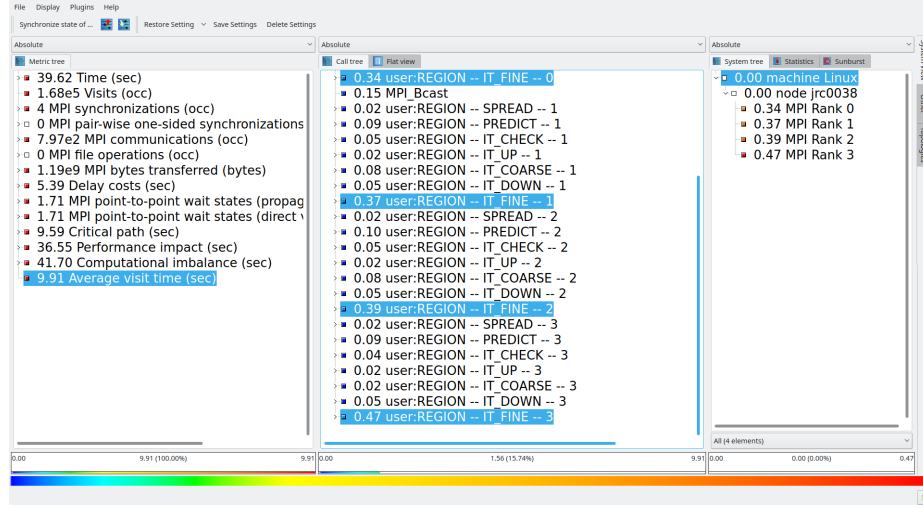 File Display Plugins Help
Synchronize state of ... Restore Setting Save Settings Delete Settings
Absolute
Metric tree
39.62 Time (sec)
1.68e5 Visits (occ)
4 MPI synchronizations (occ)
0 MPI pair-wise one-sided synchronizations
7.97e2 MPI communications (occ)
0 MPI file operations (occ)
1.19e9 MPI bytes transferred (bytes)
5.39 Delay costs (sec)
1.71 MPI point-to-point wait states (propag
1.71 MPI point-to-point wait states (direct
9.59 Critical path (sec)
36.55 Performance impact (sec)
41.70 Computational imbalance (sec)
9.91 Average visit time (sec)
0.00 9.91 (100.00%) 9.91
Absolute
Call tree Flat view
0.34 user:REGION -- IT_FINE -- 0
0.15 MPI_Bcast
0.02 user:REGION -- SPREAD -- 1
0.09 user:REGION -- PREDICT -- 1
0.05 user:REGION -- IT_CHECK -- 1
0.02 user:REGION -- IT_UP -- 1
0.08 user:REGION -- IT_COARSE -- 1
0.05 user:REGION -- IT_DOWN -- 1
0.37 user:REGION -- IT_FINE -- 1
0.02 user:REGION -- SPREAD -- 2
0.10 user:REGION -- PREDICT -- 2
0.05 user:REGION -- IT_CHECK -- 2
0.02 user:REGION -- IT_UP -- 2
0.08 user:REGION -- IT_COARSE -- 2
0.05 user:REGION -- IT_DOWN -- 2
0.39 user:REGION -- IT_FINE -- 2
0.02 user:REGION -- SPREAD -- 3
0.09 user:REGION -- PREDICT -- 3
0.04 user:REGION -- IT_CHECK -- 3
0.02 user:REGION -- IT_UP -- 3
0.02 user:REGION -- IT_COARSE -- 3
0.05 user:REGION -- IT_DOWN -- 3
0.47 user:REGION -- IT_FINE -- 3
0.00 1.56 (15.74%) 9.91
Absolute
System tree Statistics Sunburst
0.00 machine Linux
0.00 node jrc0038
0.34 MPI Rank 0
0.37 MPI Rank 1
0.39 MPI Rank 2
0.47 MPI Rank 3
All (4 elements)
0.00 0.00 (0.00%) 0.47